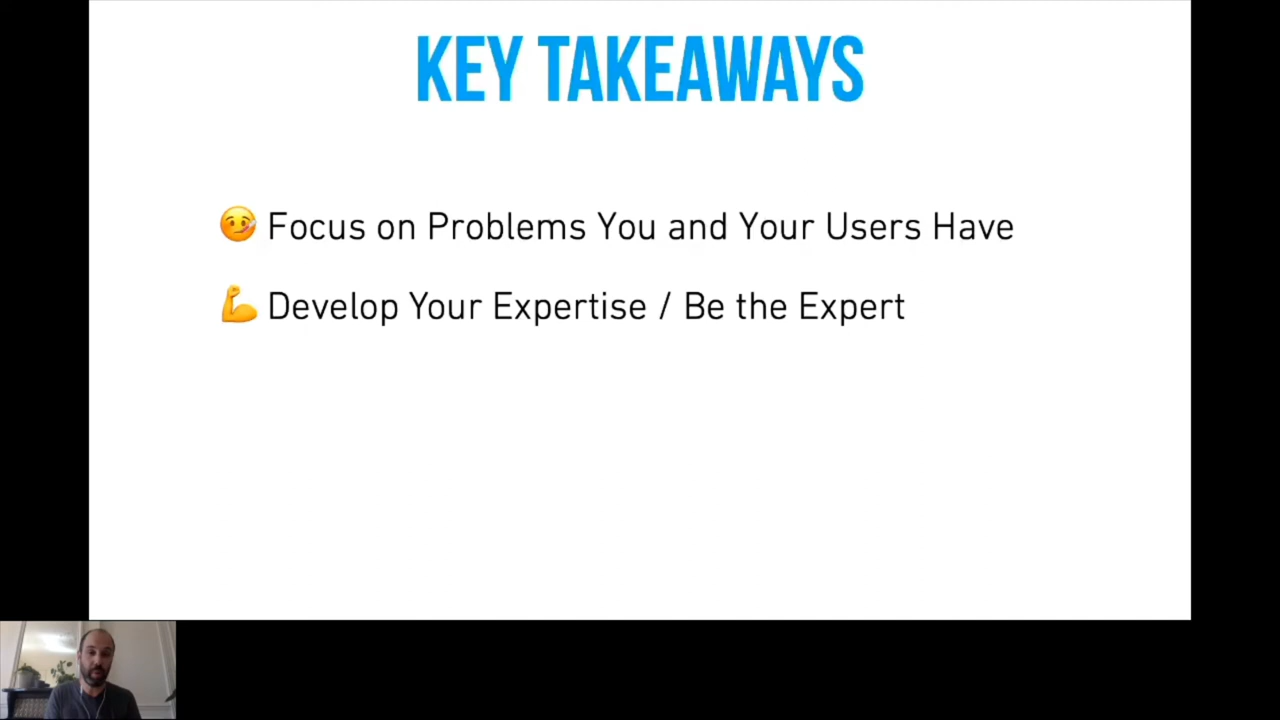 KEY TAKEAWAYS
🤒 Focus on Problems You and Your Users Have
💪 Develop Your Expertise / Be the Expert